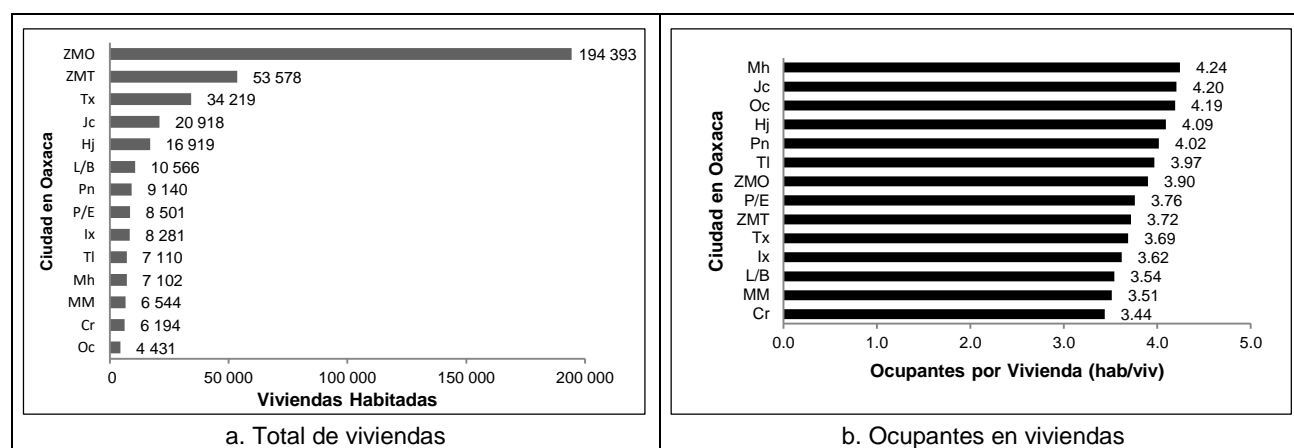 Ciudad en Oaxaca
ZMO 194 393
ZMT 53 578
Tx 34 219
Jc 20 918
Hj 16 919
L/B 10 566
Pn 9 140
P/E 8 501
Ix 8 281
Tl 7 110
Mh 7 102
MM 6 544
Cr 6 194
Oc 4 431
0 50 000 100 000 150 000 200 000
Viviendas Habitadas
a. Total de viviendas
Ciudad en Oaxaca
Mh 4.24
Jc 4.20
Oc 4.19
Hj 4.09
Pn 4.02
Tl 3.97
ZMO 3.90
P/E 3.76
ZMT 3.72
Tx 3.69
Ix 3.62
L/B 3.54
MM 3.51
Cr 3.44
0.0 1.0 2.0 3.0 4.0 5.0
Ocupantes por Vivienda (hab/viv)
b. Ocupantes en viviendas